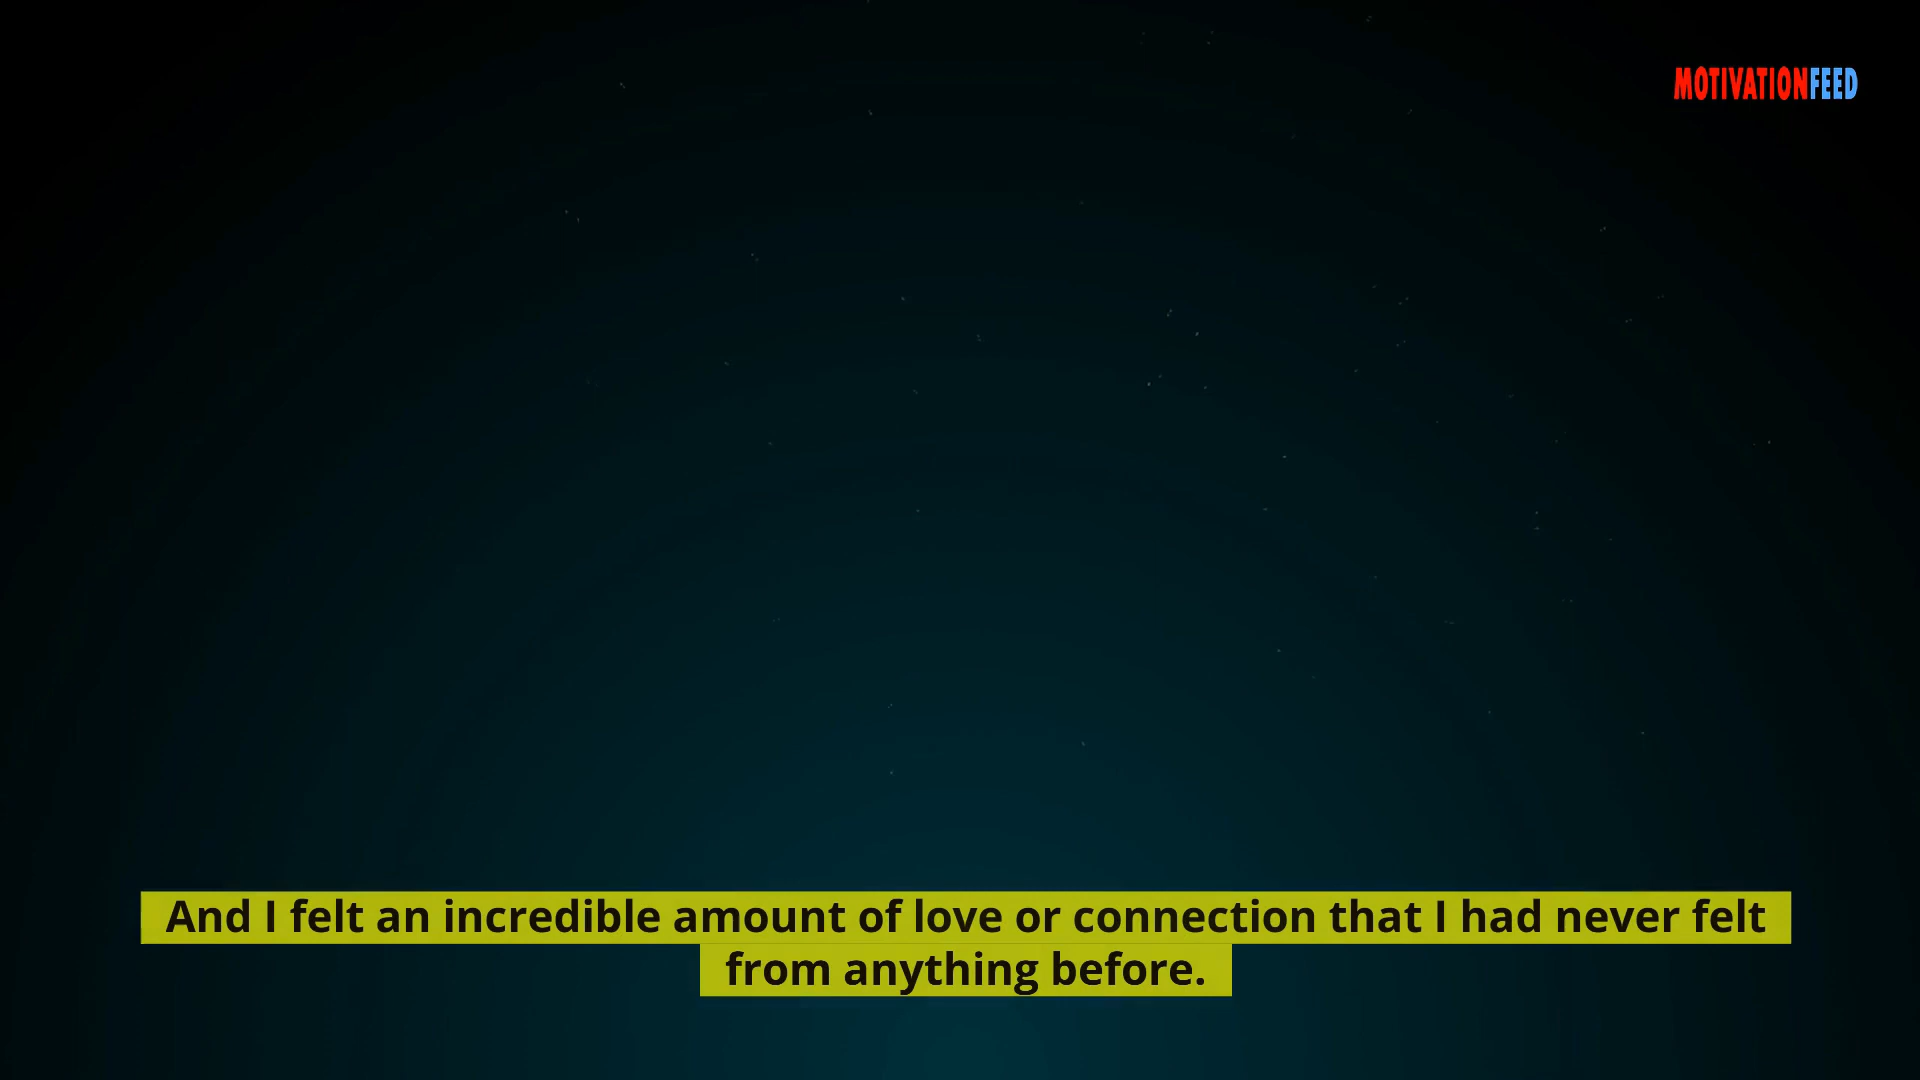 MOTIVATIONFEED
And I felt an incredible amount of love or connection that I had never felt
from anything before.